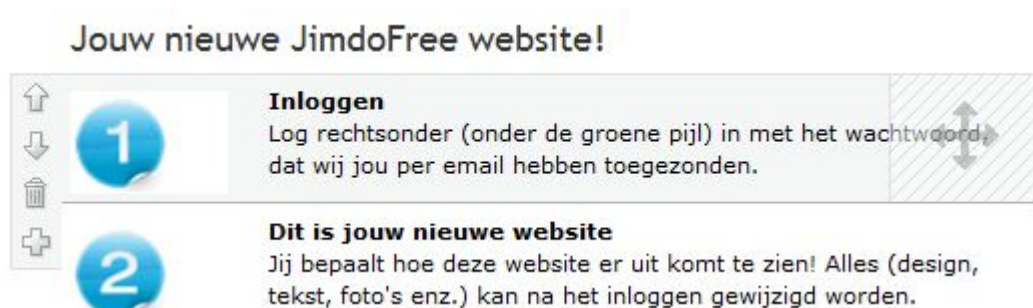 Jouw nieuwe JimdoFree website!
1
Inloggen
Log rechtsonder (onder de groene pijl) in met het wachtwoord,
dat wij jou per email hebben toegezonden.
2
Dit is jouw nieuwe website
Jij bepaalt hoe deze website er uit komt te zien! Alles (design,
tekst, foto's enz.) kan na het inloggen gewijzigd worden.